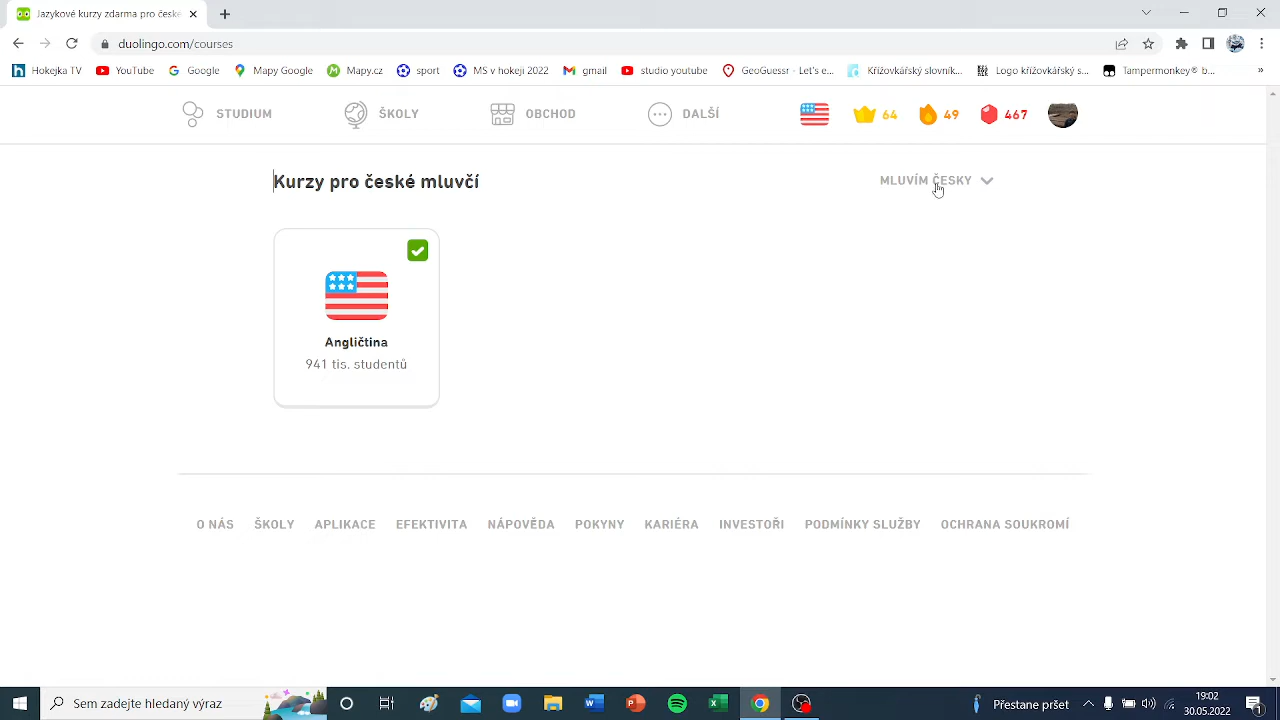 Jazykové kurzy zdarma pro česke
duolingo.com/courses
Hokejka TV
YouTube
Google
Mapy Google
Mapy.cz
sport
MS v hokeji 2022
gmail
studio youtube
GeoGuessr - Let's e...
Křížovkářský slovník...
Logo křížovkářský s...
Tampermonkey® b...
»
STUDIUM
ŠKOLY
OBCHOD
DALŠÍ
64
49
467
Kurzy pro české mluvčí
MLUVÍM ČESKY
Angličtina
941 tis. studentů
O NÁS
ŠKOLY
APLIKACE
EFEKTIVITA
NÁPOVĚDA
POKYNY
KARIÉRA
INVESTOŘI
PODMÍNKY SLUŽBY
OCHRANA SOUKROMÍ
Sem zadejte hledaný výraz
Přestane pršet
19:02
30.05.2022